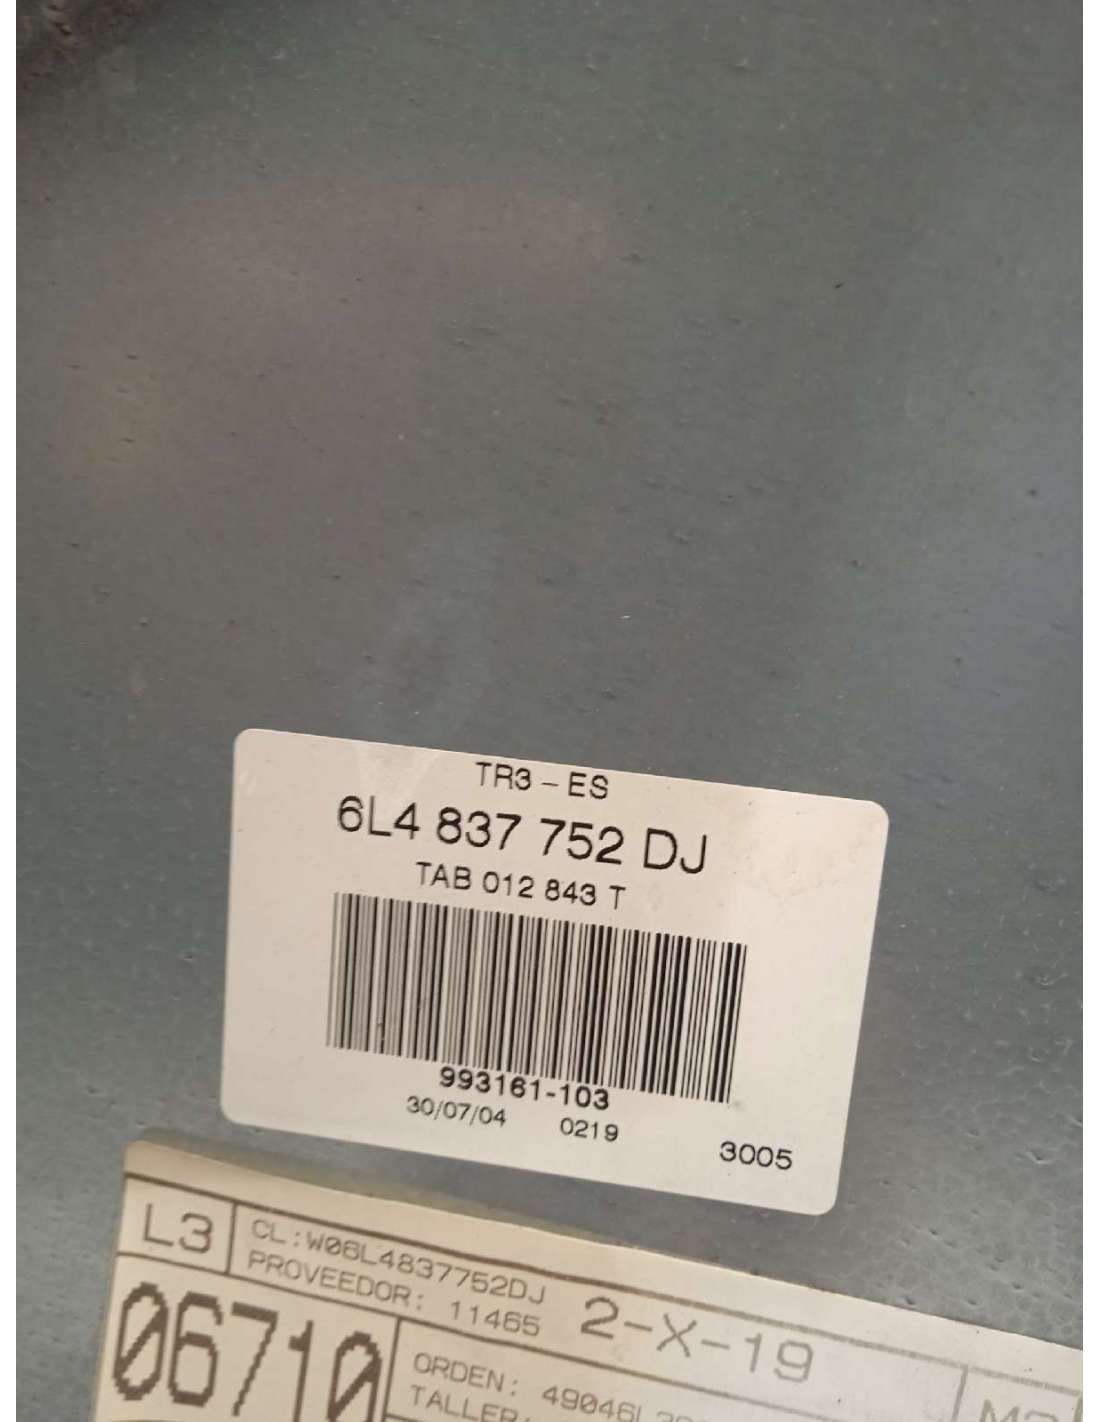 TR3 - ES
6L4 837 752 DJ
TAB 012 843 T
993161-103
30/07/04 0219
3005
L3
CL:W06L4837752DJ
PROVEEDOR: 11465
2-X-19
06710
ORDEN:
TALLER: